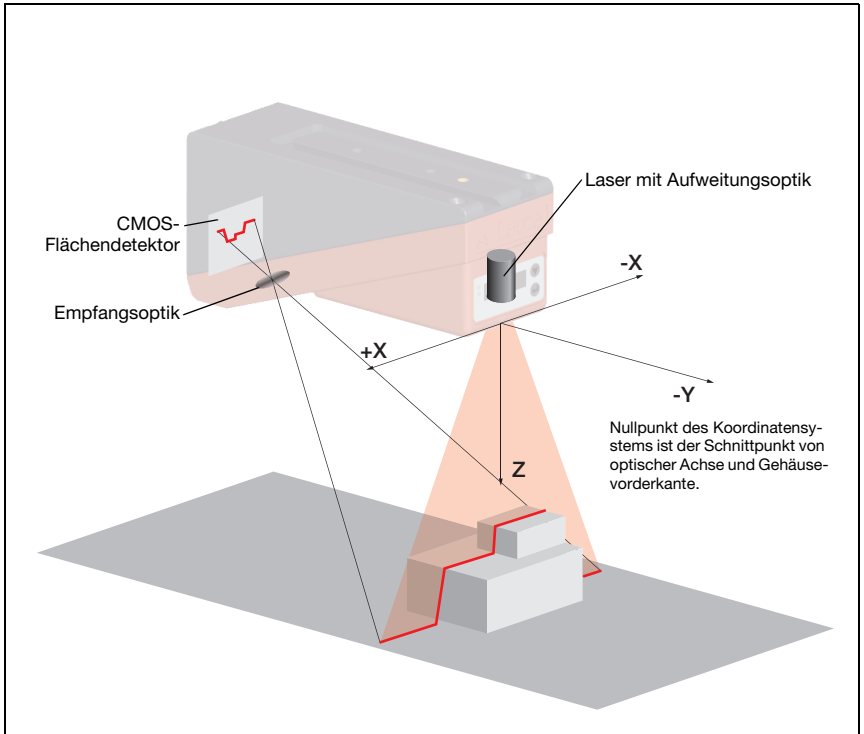 Laser mit Aufweitungsoptik
CMOS-
Flächendetektor
-X
Empfangsoptik
+X
-Y
Nullpunkt des Koordinatensy-
stems ist der Schnittpunkt von
optischer Achse und Gehäuse-
vorderkante.
Z